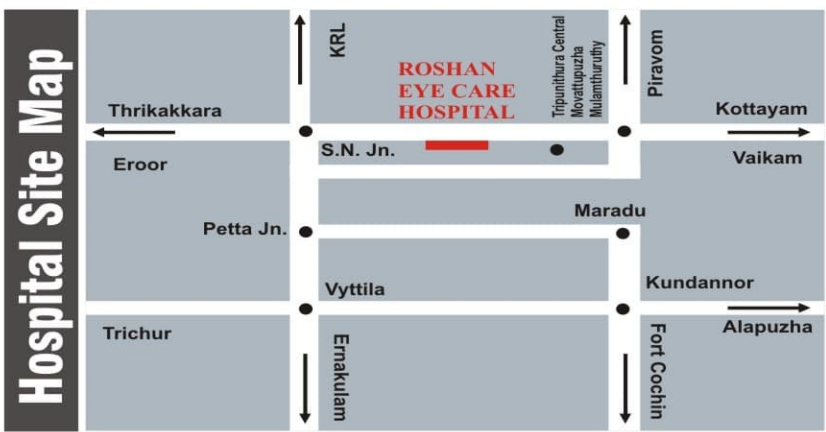 Hospital Site Map
KRL
ROSHAN
EYE CARE
HOSPITAL
Tripunithura Central
Movattupuzha
Mulamthuruthy
Piravom
Thrikakkara
Kottayam
Eroor
S.N. Jn.
Vaikam
Petta Jn.
Maradu
Vyttila
Kundannor
Trichur
Ernakulam
Fort Cochin
Alapuzha